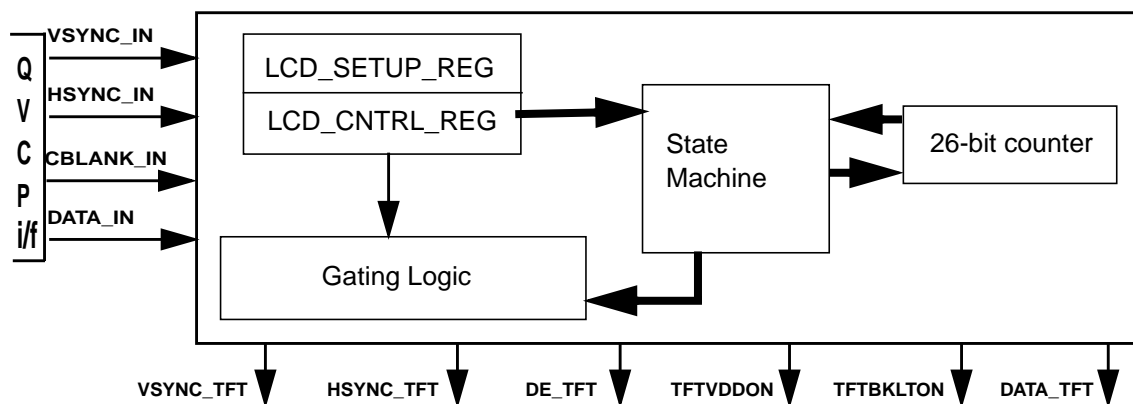 Q
V
C
P
i/f
VSYNC_IN
HSYNC_IN
CBLANK_IN
DATA_IN
LCD_SETUP_REG
LCD_CNTRL_REG
State
Machine
26-bit counter
Gating Logic
VSYNC_TFT
HSYNC_TFT
DE_TFT
TFTVDDON
TFTBKLTON
DATA_TFT